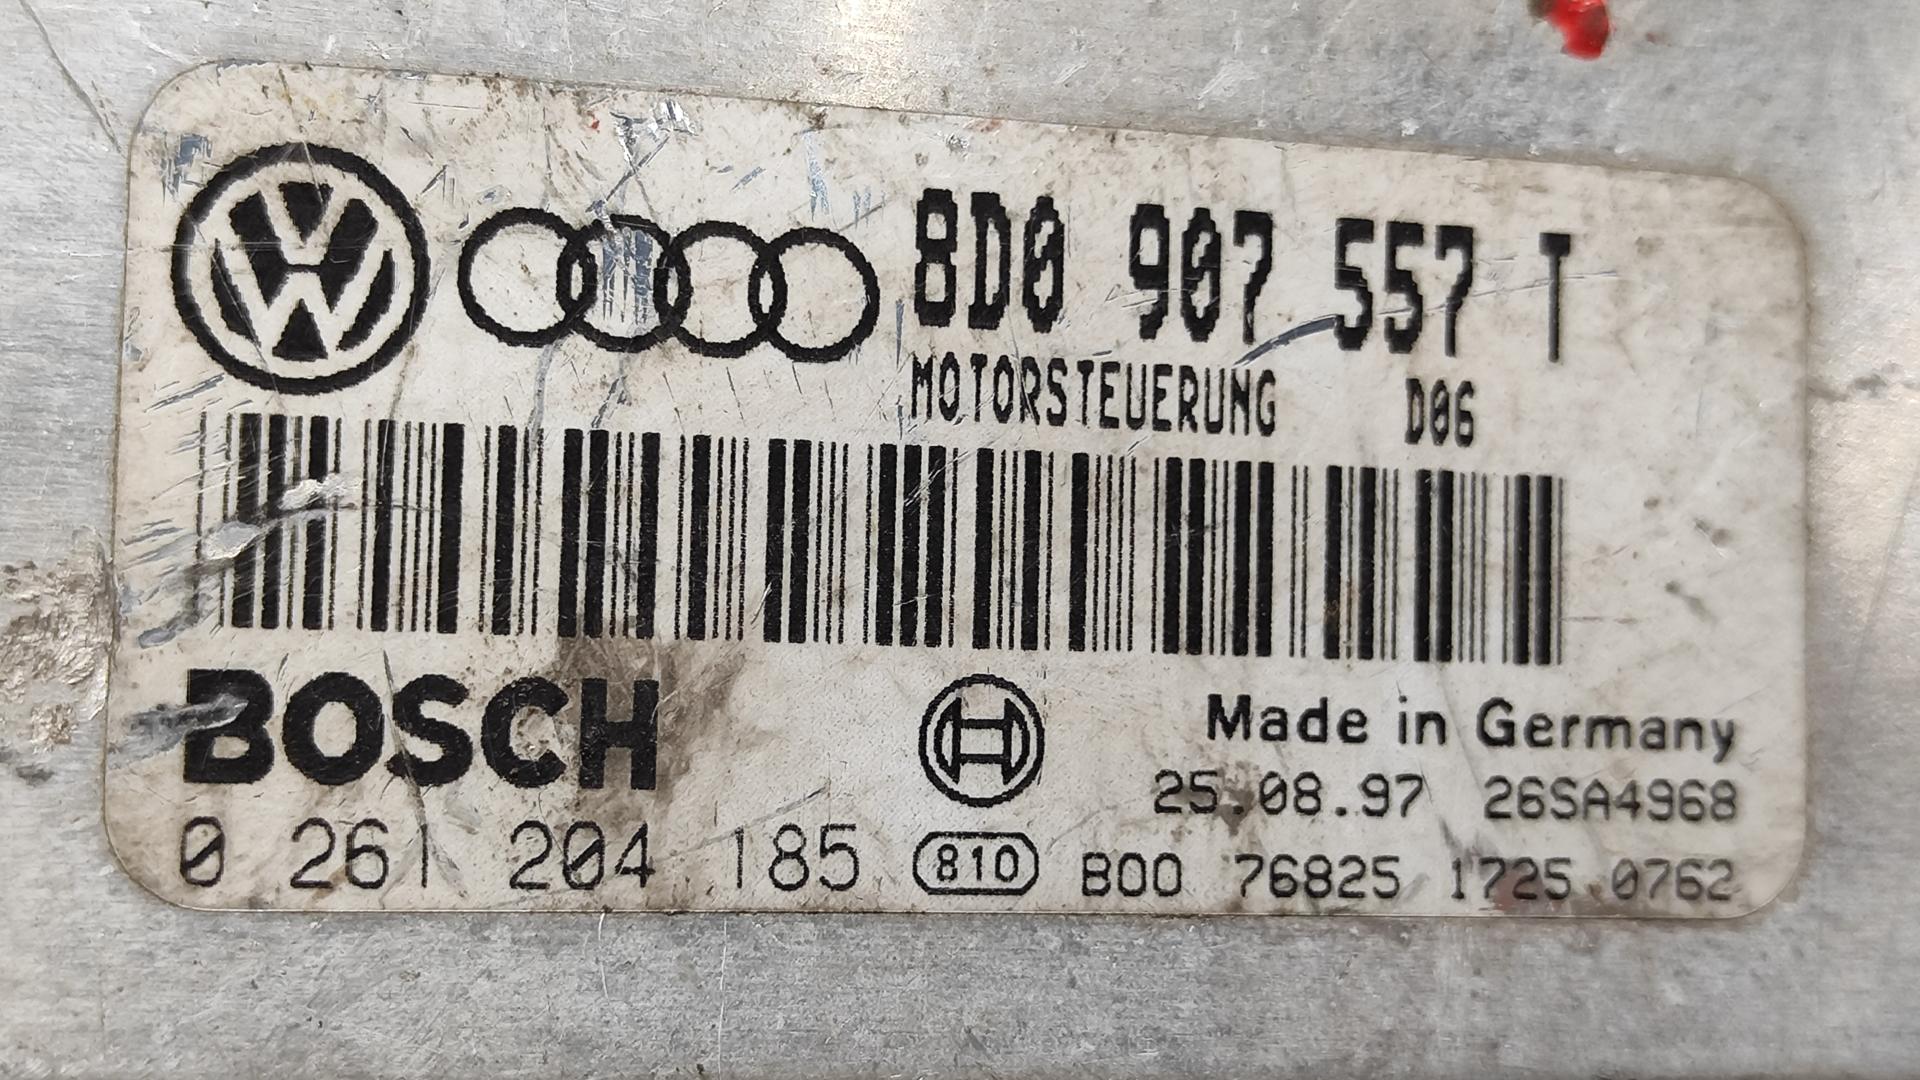 8D0 907 557 T
MOTORSTEUERUNG D06
BOSCH
Made in Germany
25.08.97 26SA4968
0 261 204 185 810 B00 76825 1725 0762